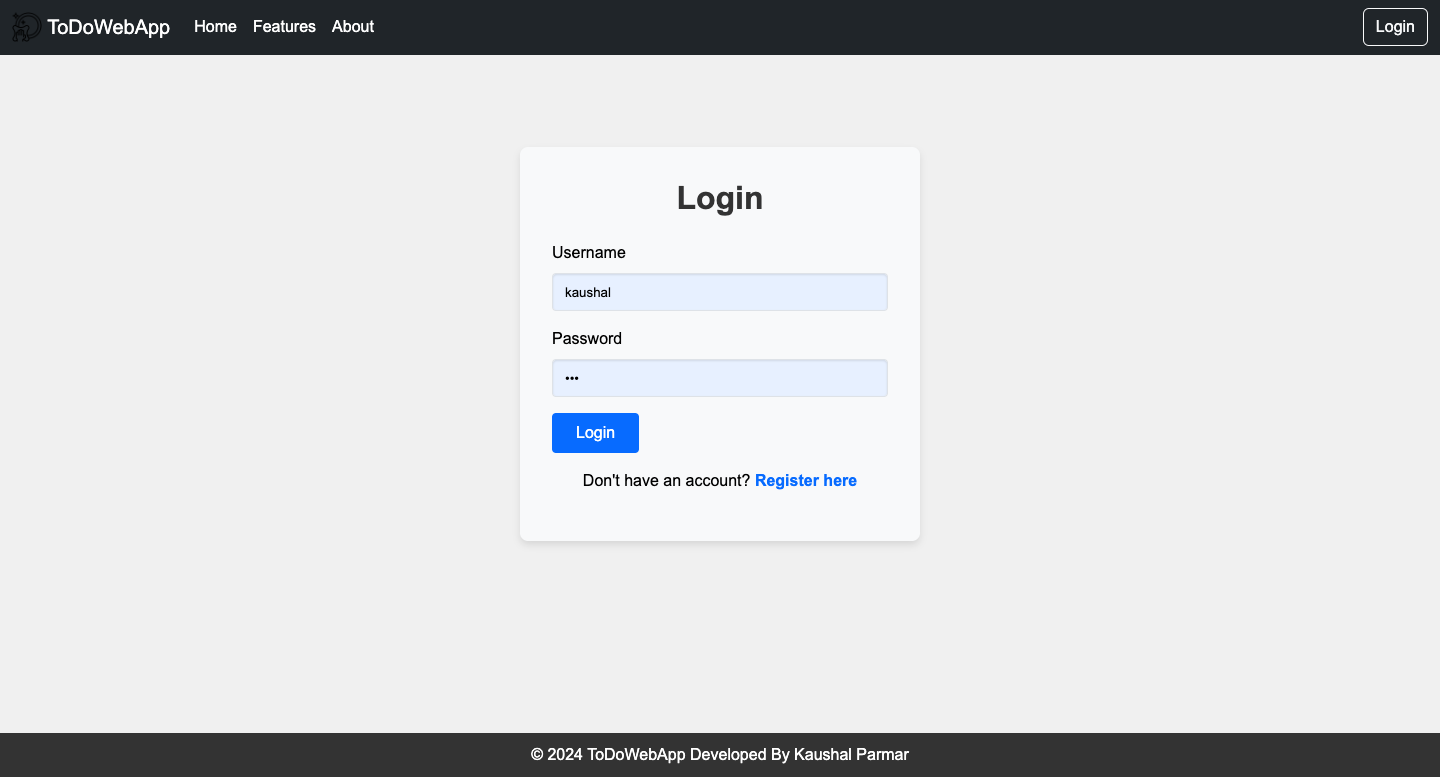 ToDoWebApp Home Features About Login
Login
Username
kaushal
Password
•••
Login
Don't have an account? Register here
© 2024 ToDoWebApp Developed By Kaushal Parmar